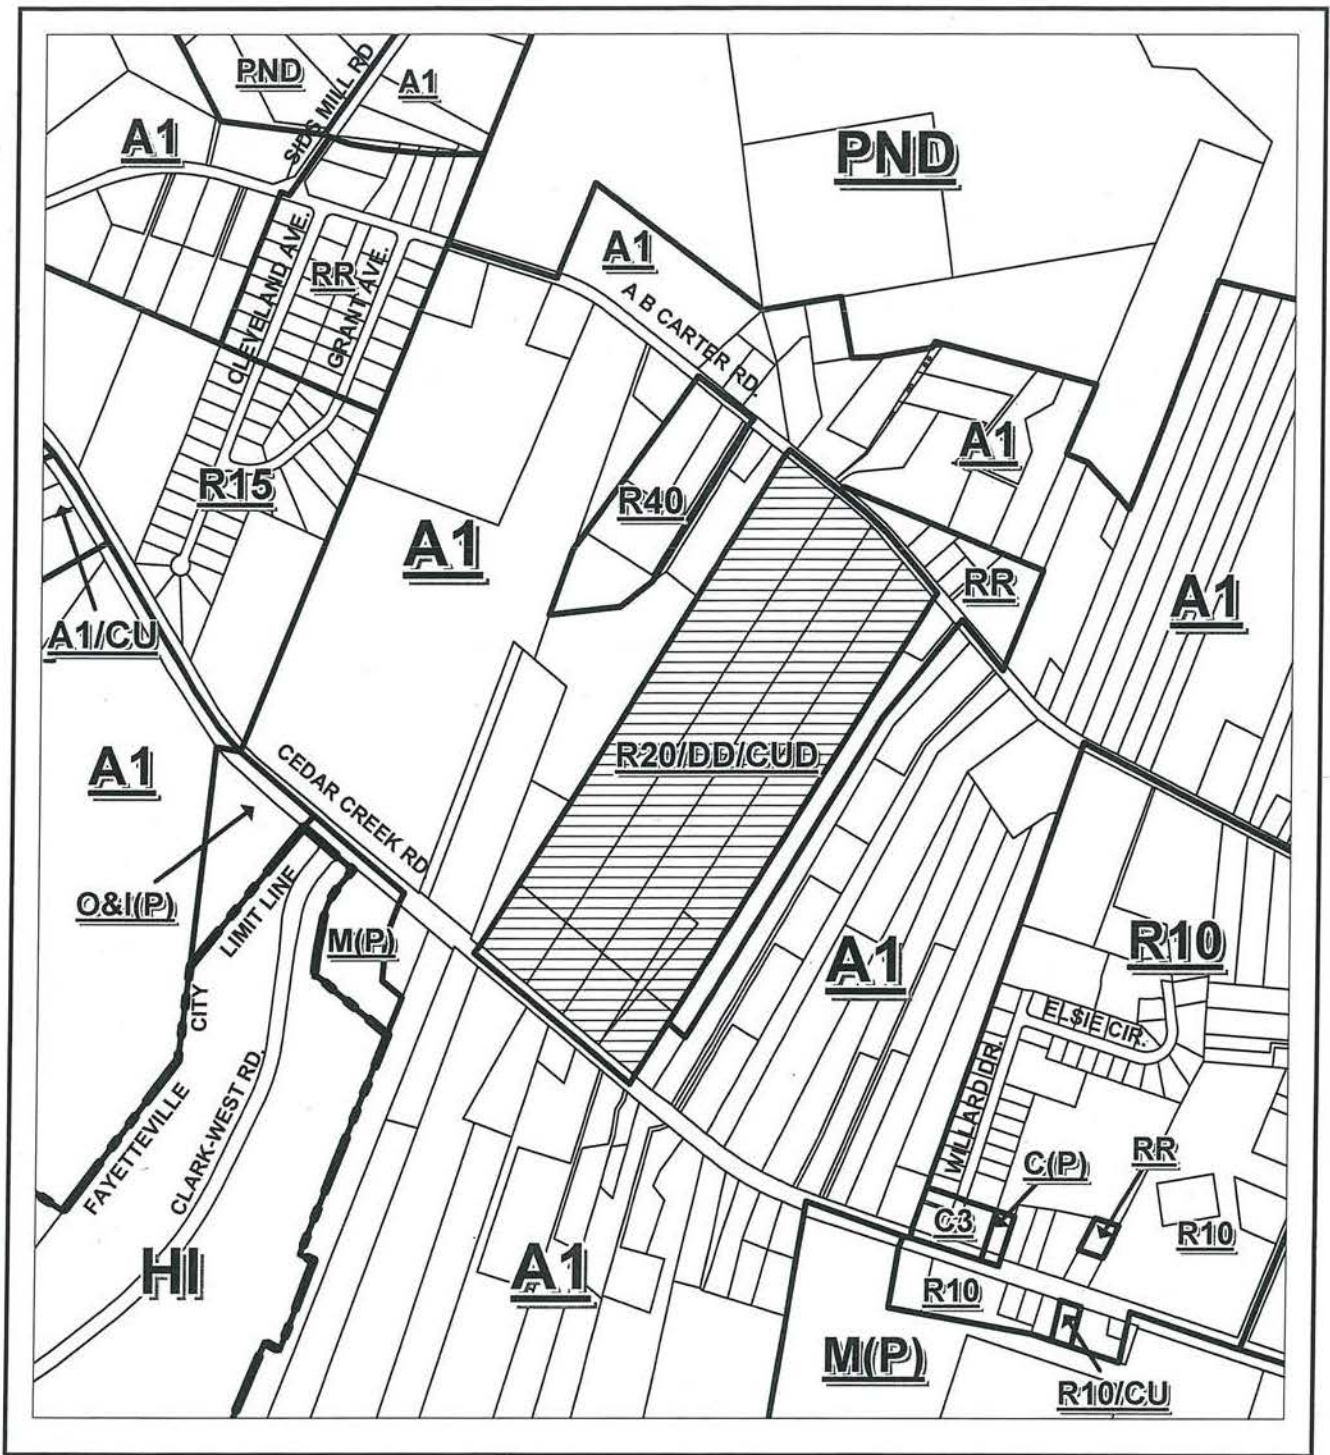 PND
SIDS MILL RD
A1
A1
PND
A1
CLEVELAND AVE.
RR
GRANT AVE.
A B CARTER RD.
R15
R40
A1
A1
RR
A1
A1/CU
A1
R20/DD/CUD
CEDAR CREEK RD
O&I(P)
LIMIT LINE
CITY
FAYETTEVILLE
M(P)
A1
R10
ELSIE CIR.
WILLARD DR.
CLARK-WEST RD.
C(P)
RR
C3
R10
HI
A1
R10
M(P)
R10/CU